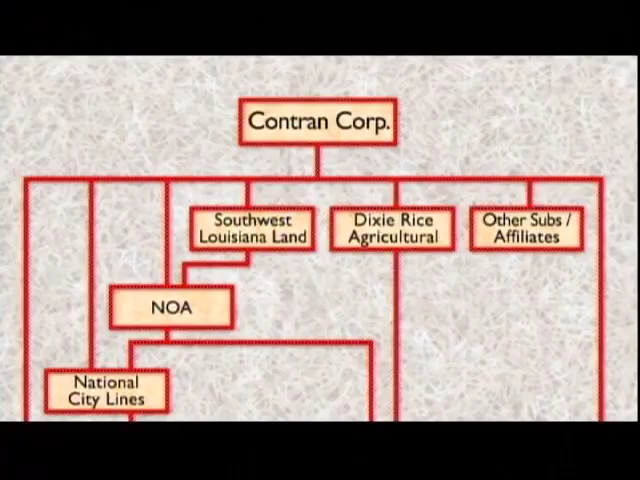 Contran Corp.
Southwest
Louisiana Land
Dixie Rice
Agricultural
Other Subs /
Affiliates
NOA
National
City Lines